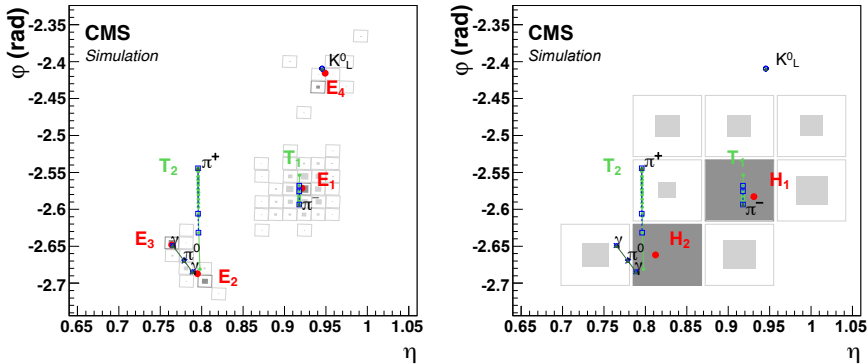 φ (rad)
CMS
Simulation
-2.4
-2.45
-2.5
-2.55
-2.6
-2.65
-2.7
K⁰L
E4
T2
π+
T1
E1
π−
E3
γ
π0
γ
E2
0.65
0.7
0.75
0.8
0.85
0.9
0.95
1
1.05
η
φ (rad)
CMS
Simulation
-2.4
-2.45
-2.5
-2.55
-2.6
-2.65
-2.7
K⁰L
T2
π+
T1
H1
π−
γ
π0
γ
H2
0.65
0.7
0.75
0.8
0.85
0.9
0.95
1
1.05
η